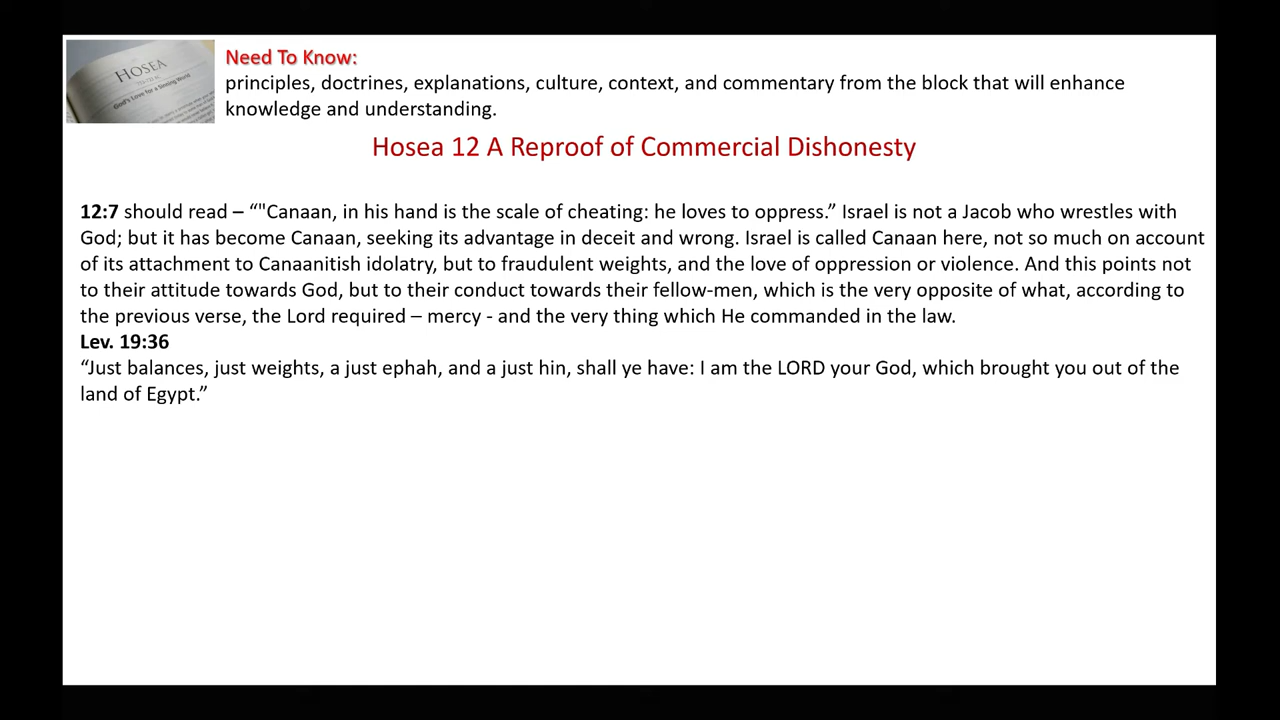 HOSEA
God's Love for a Sinning World
Need To Know:
principles, doctrines, explanations, culture, context, and commentary from the block that will enhance
knowledge and understanding.
Hosea 12 A Reproof of Commercial Dishonesty
12:7 should read – “"Canaan, in his hand is the scale of cheating: he loves to oppress.” Israel is not a Jacob who wrestles with
God; but it has become Canaan, seeking its advantage in deceit and wrong. Israel is called Canaan here, not so much on account
of its attachment to Canaanitish idolatry, but to fraudulent weights, and the love of oppression or violence. And this points not
to their attitude towards God, but to their conduct towards their fellow-men, which is the very opposite of what, according to
the previous verse, the Lord required – mercy - and the very thing which He commanded in the law.
Lev. 19:36
“Just balances, just weights, a just ephah, and a just hin, shall ye have: I am the LORD your God, which brought you out of the
land of Egypt.”